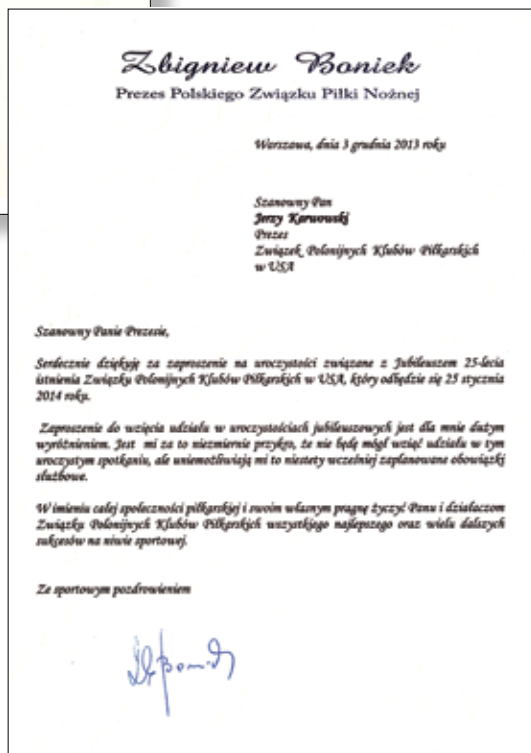 Zbigniew Boniek
Prezes Polskiego Związku Piłki Nożnej
Warszawa, dnia 3 grudnia 2013 roku
Szanowny Pan
Jerzy Karwowski
Prezes
Związek Polonijnych Klubów Piłkarskich
w USA
Szanowny Panie Prezesie,
Serdecznie dziękuję za zaproszenie na uroczystości związane z Jubileuszem 25-lecia
istnienia Związku Polonijnych Klubów Piłkarskich w USA, który odbędzie się 25 stycznia
2014 roku.
Zaproszenie do wzięcia udziału w uroczystościach jubileuszowych jest dla mnie dużym
wyróżnieniem. Jest mi za to niezmiernie przykro, że nie będę mógł wziąć udziału w tym
uroczystym spotkaniu, ale uniemożliwiają mi to niestety wcześniej zaplanowane obowiązki
służbowe.
W imieniu całej społeczności piłkarskiej i swoim własnym pragnę życzyć Panu i działaczom
Związku Polonijnych Klubów Piłkarskich wszystkiego najlepszego oraz wielu dalszych
sukcesów na niwie sportowej.
Ze sportowym pozdrowieniem